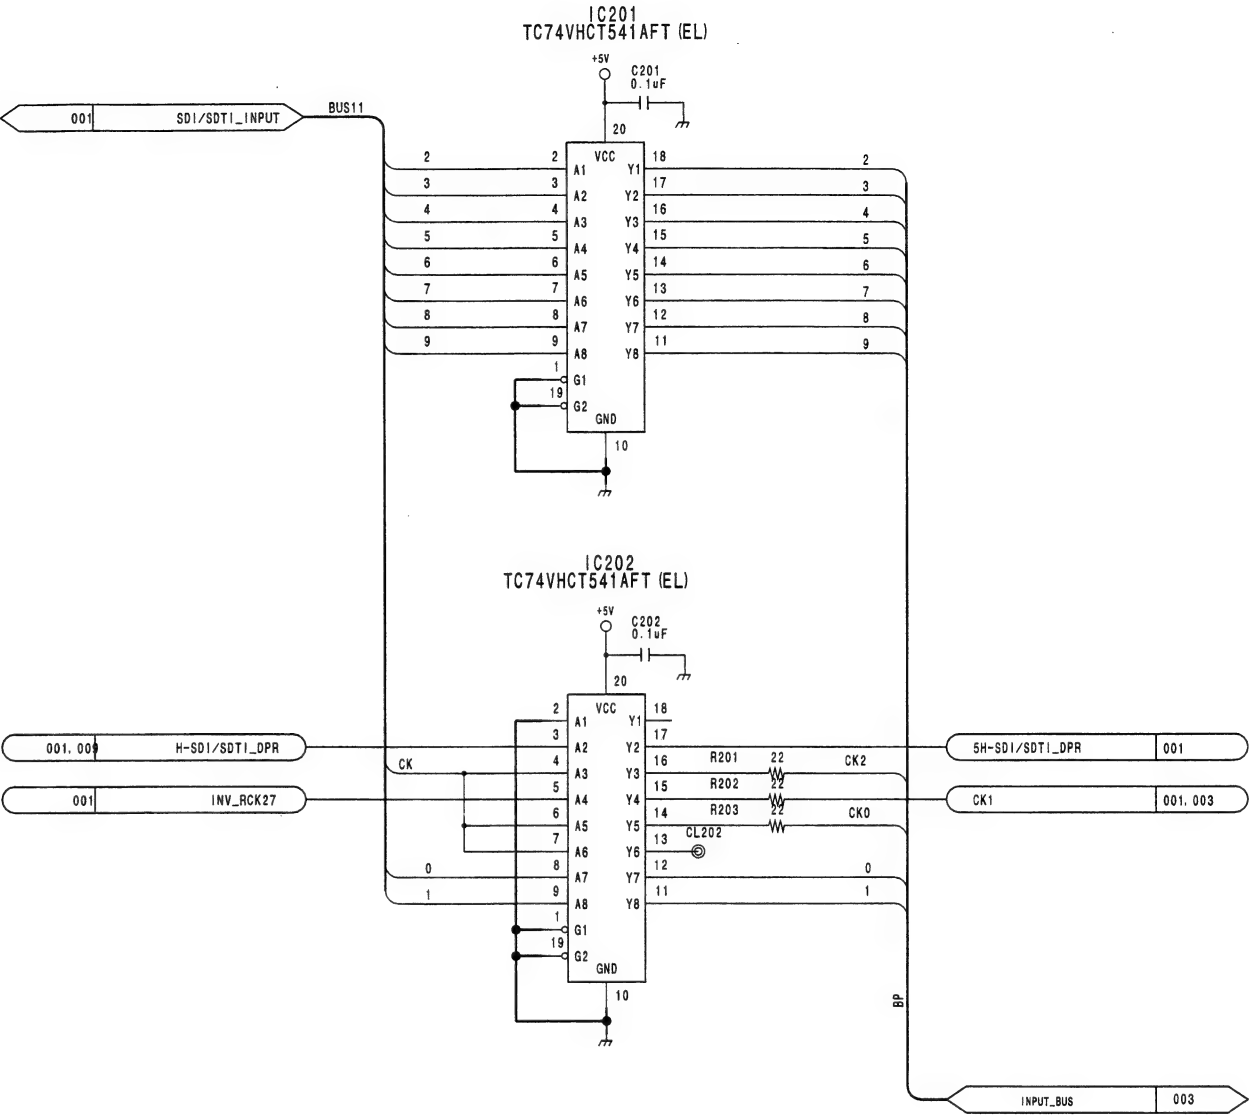 IC201
TC74VHCT541AFT (EL)
+5V
C201
0.1uF
001 SDI/SDTI_INPUT
BUS11
20
VCC
2 2 A1 Y1 18 2
3 3 A2 Y2 17 3
4 4 A3 Y3 16 4
5 5 A4 Y4 15 5
6 6 A5 Y5 14 6
7 7 A6 Y6 13 7
8 8 A7 Y7 12 8
9 9 A8 Y8 11 9
1 G1
19 G2
GND
10
IC202
TC74VHCT541AFT (EL)
+5V
C202
0.1uF
20
VCC
2 A1 Y1 18
001.009 H-SDI/SDTI_DPR 3 A2 Y2 17 5H-SDI/SDTI_DPR 001
CK 4 A3 Y3 16 R201 22 CK2
001 INV_RCK27 5 A4 Y4 15 R202 22 CK1 001.003
6 A5 Y5 14 R203 22 CK0
7 A6 Y6 13 CL202
0 8 A7 Y7 12 0
1 9 A8 Y8 11 1
1 G1
19 G2
GND
10
BP
INPUT_BUS 003